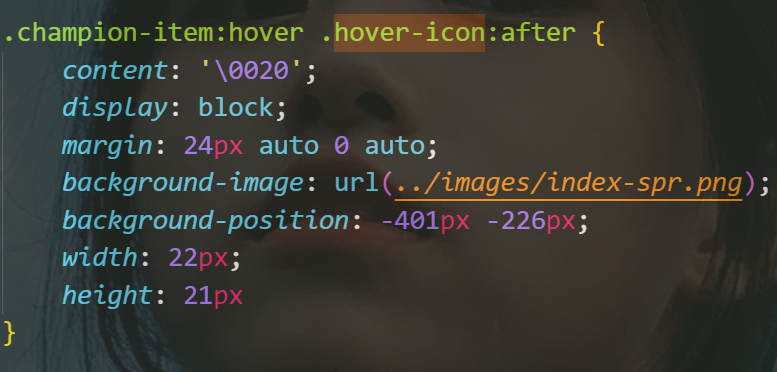 .champion-item:hover .hover-icon:after {
content: '\0020';
display: block;
margin: 24px auto 0 auto;
background-image: url(../images/index-spr.png);
background-position: -401px -226px;
width: 22px;
height: 21px
}